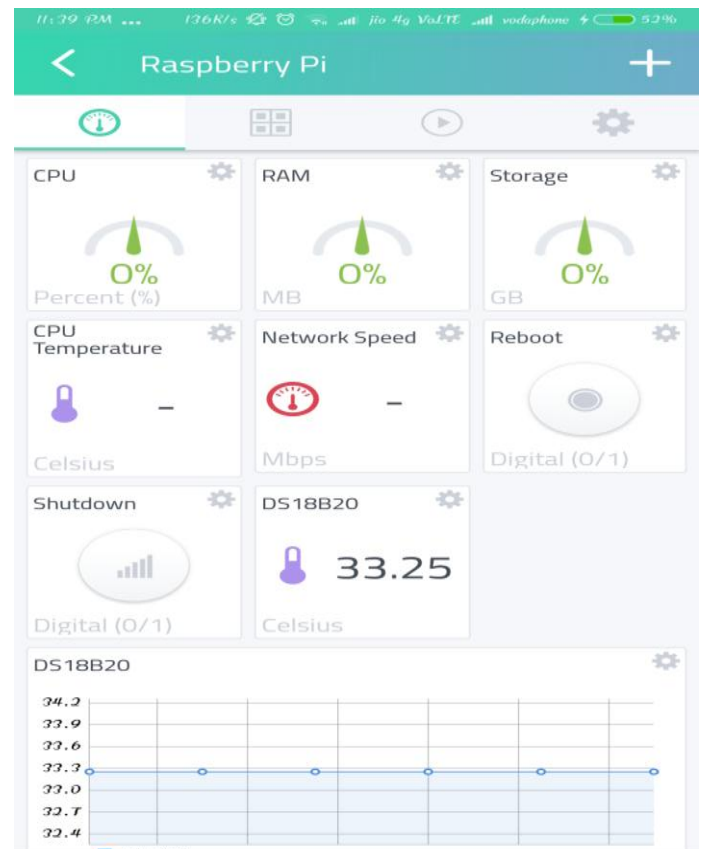 11:39 PM ... 136K/s jio 4g VoLTE vodaphone 52%
Raspberry Pi
CPU
0%
Percent (%)
RAM
0%
MB
Storage
0%
GB
CPU
Temperature
-
Celsius
Network Speed
-
Mbps
Reboot
Digital (0/1)
Shutdown
Digital (0/1)
DS18B20
33.25
Celsius
DS18B20
34.2
33.9
33.6
33.3
33.0
32.7
32.4